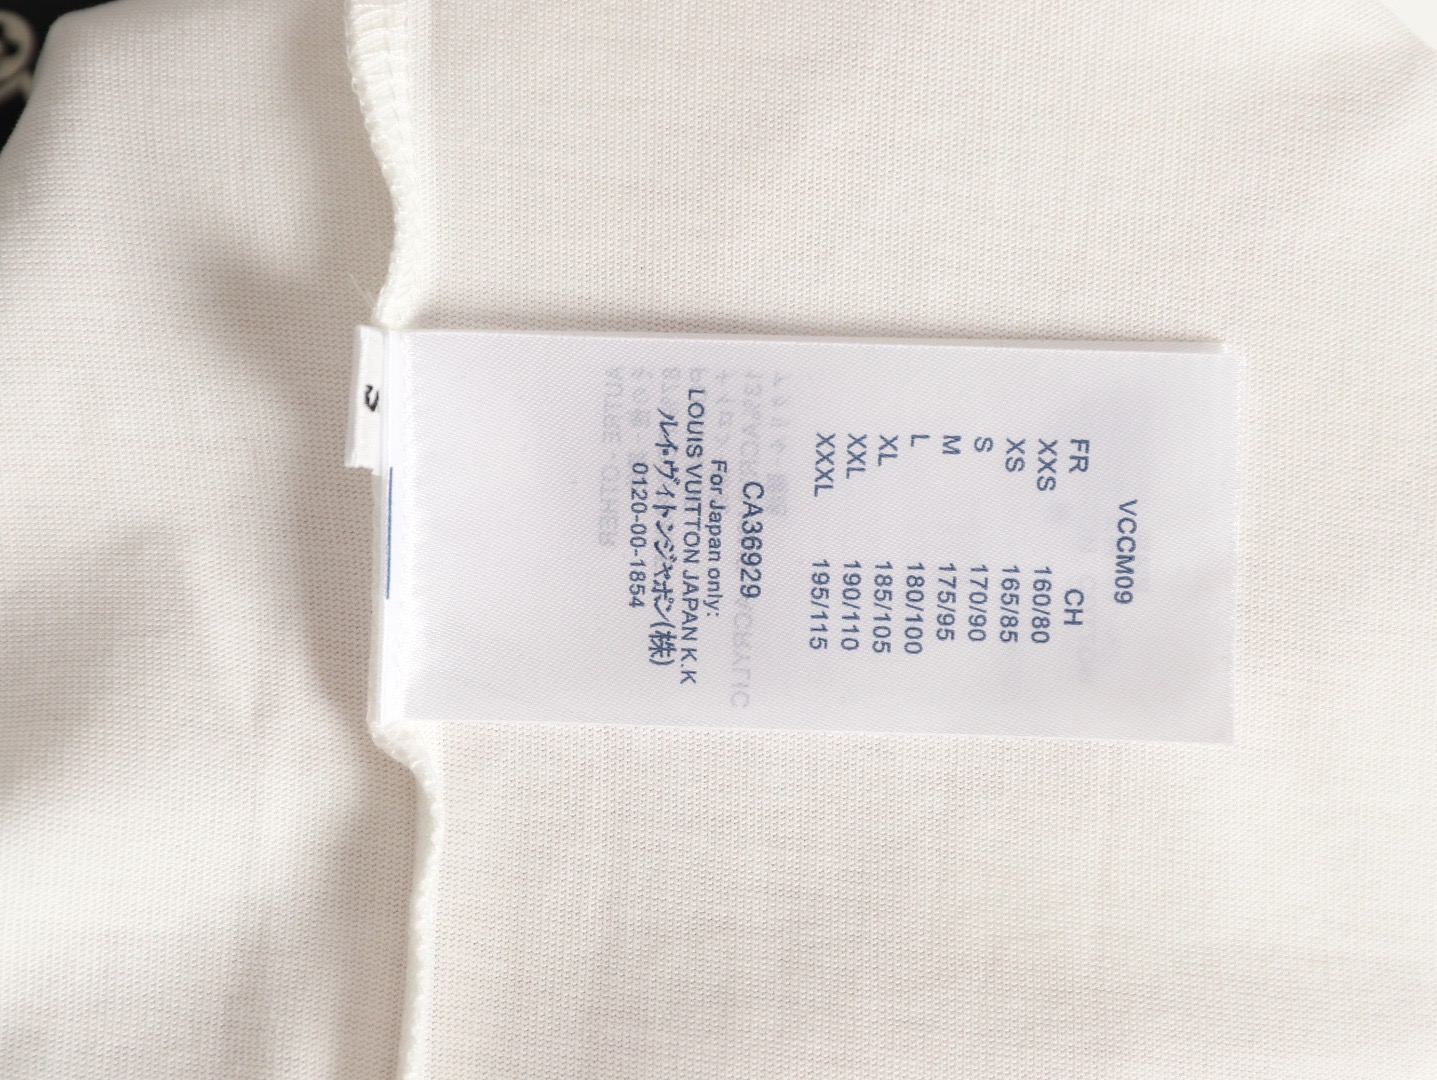 VCCM09
FR CH
XXS 160/80
XS 165/85
S 170/90
M 175/95
L 180/100
XL 185/105
XXL 190/110
XXXL 195/115
CA36929
For Japan only:
LOUIS VUITTON JAPAN K.K
ルイ・ヴィトンジャポン(株)
0120-00-1854